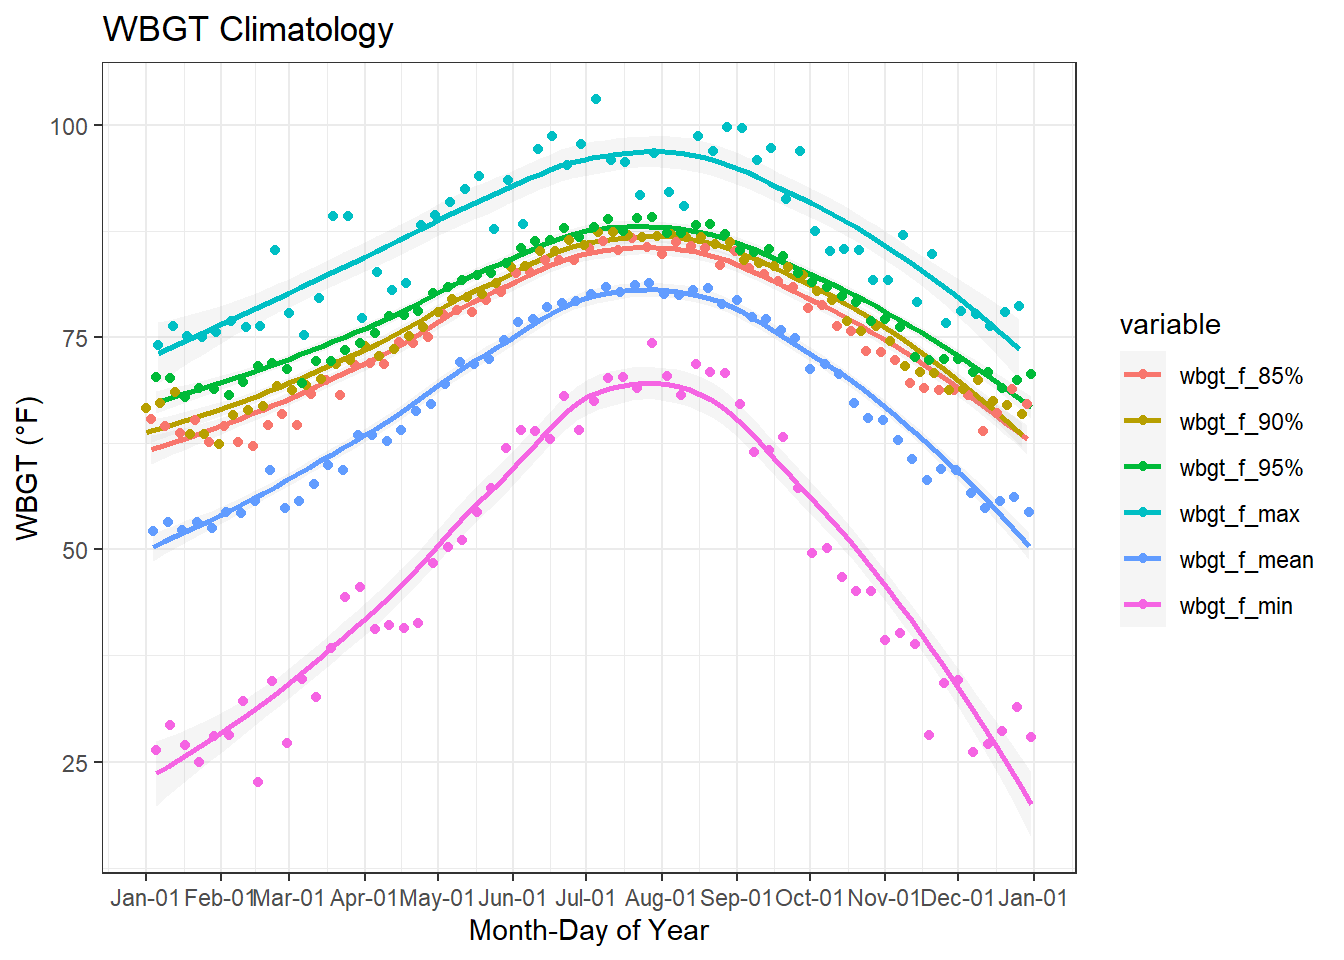 WBGT Climatology
100
75
50
25
WBGT (°F)
Jan-01 Feb-01 Mar-01 Apr-01 May-01 Jun-01 Jul-01 Aug-01 Sep-01 Oct-01 Nov-01 Dec-01 Jan-01
Month-Day of Year
variable
wbgt_f_85%
wbgt_f_90%
wbgt_f_95%
wbgt_f_max
wbgt_f_mean
wbgt_f_min